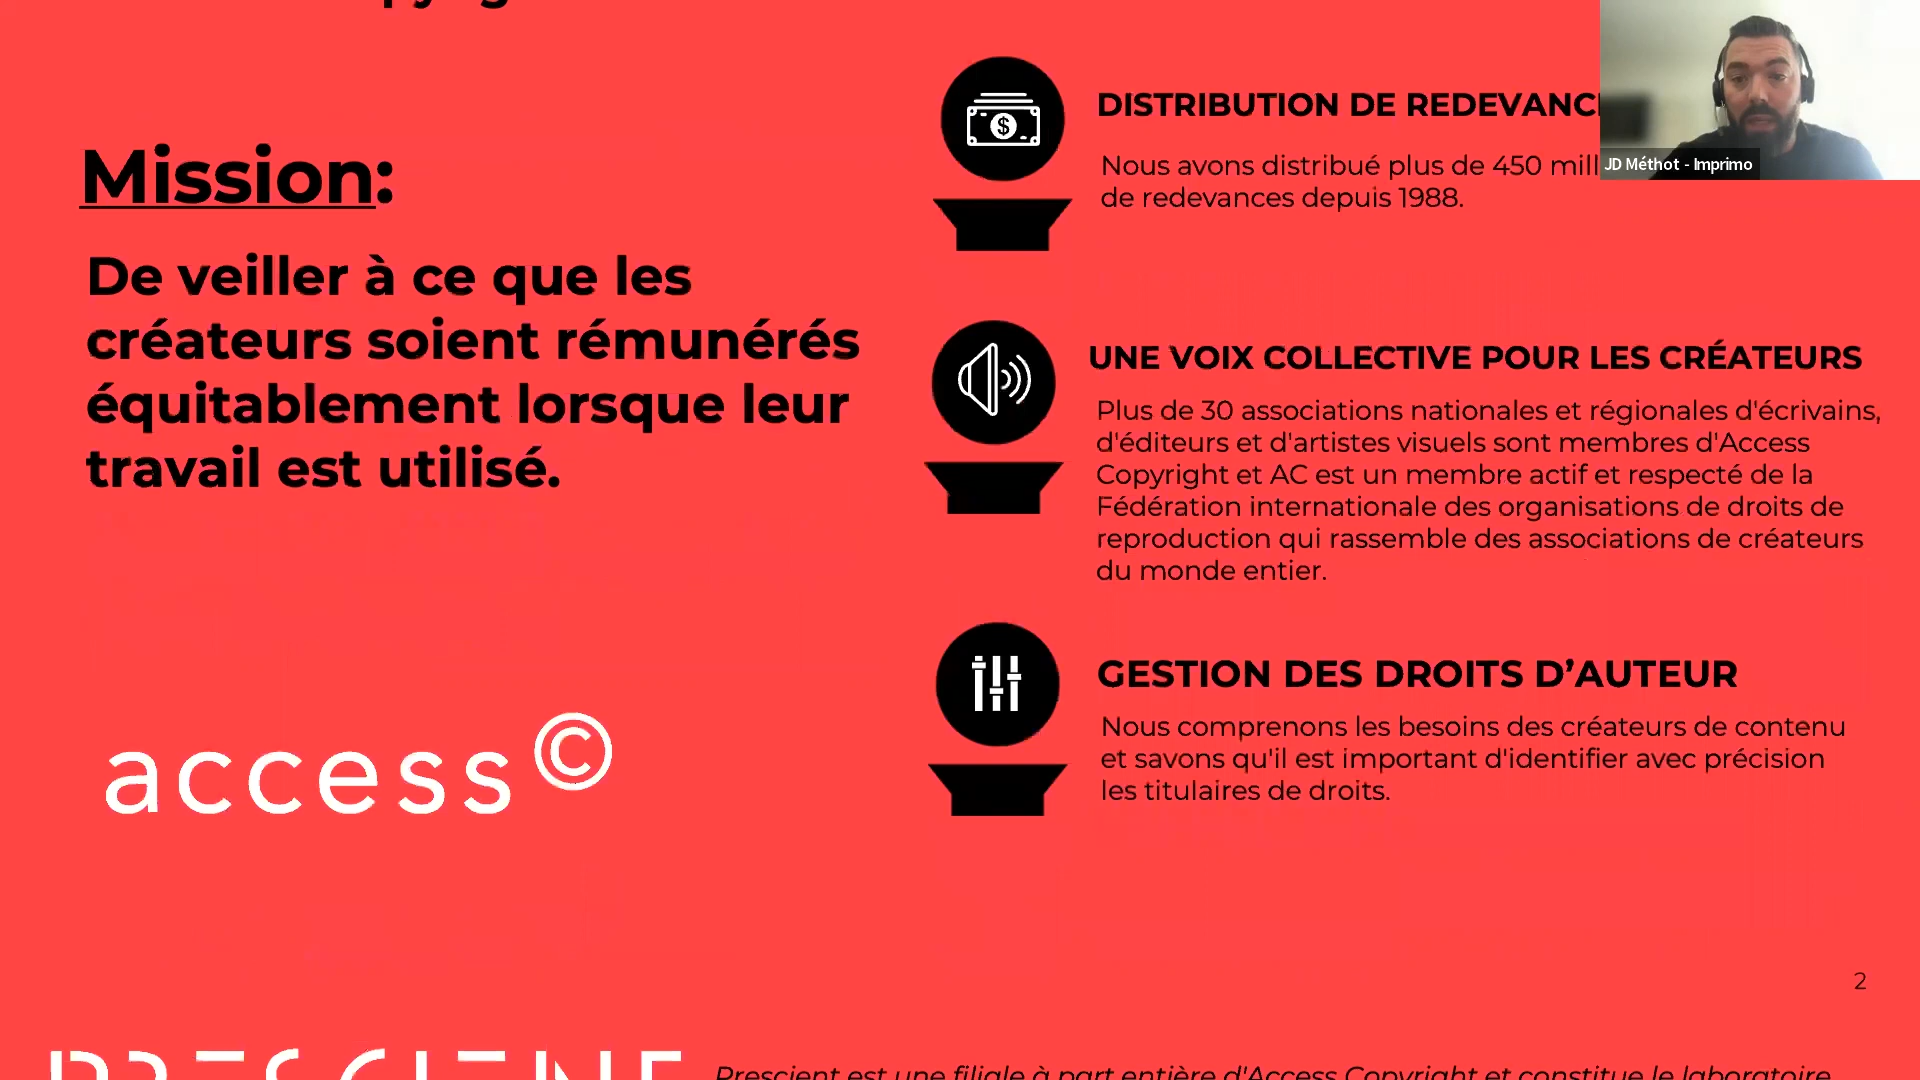 Mission:
De veiller à ce que les
créateurs soient rémunérés
équitablement lorsque leur
travail est utilisé.
access©
DISTRIBUTION DE
Nous avons distribué plus de 450
de redevances depuis 1988.
UNE VOIX COLLECTIVE POUR LES CRÉATEURS
Plus de 30 associations nationales et régionales d'écrivains,
d'éditeurs et d'artistes visuels sont membres d'Access
Copyright et AC est un membre actif et respecté de la
Fédération internationale des organisations de droits de
reproduction qui rassemble des associations de créateurs
du monde entier.
GESTION DES DROITS D’AUTEUR
Nous comprenons les besoins des créateurs de contenu
et savons qu'il est important d'identifier avec précision
les titulaires de droits.
JD Méthot - Imprimo
2
Prescient est une filiale à part entière d'Access Copyright et constitue le laboratoire